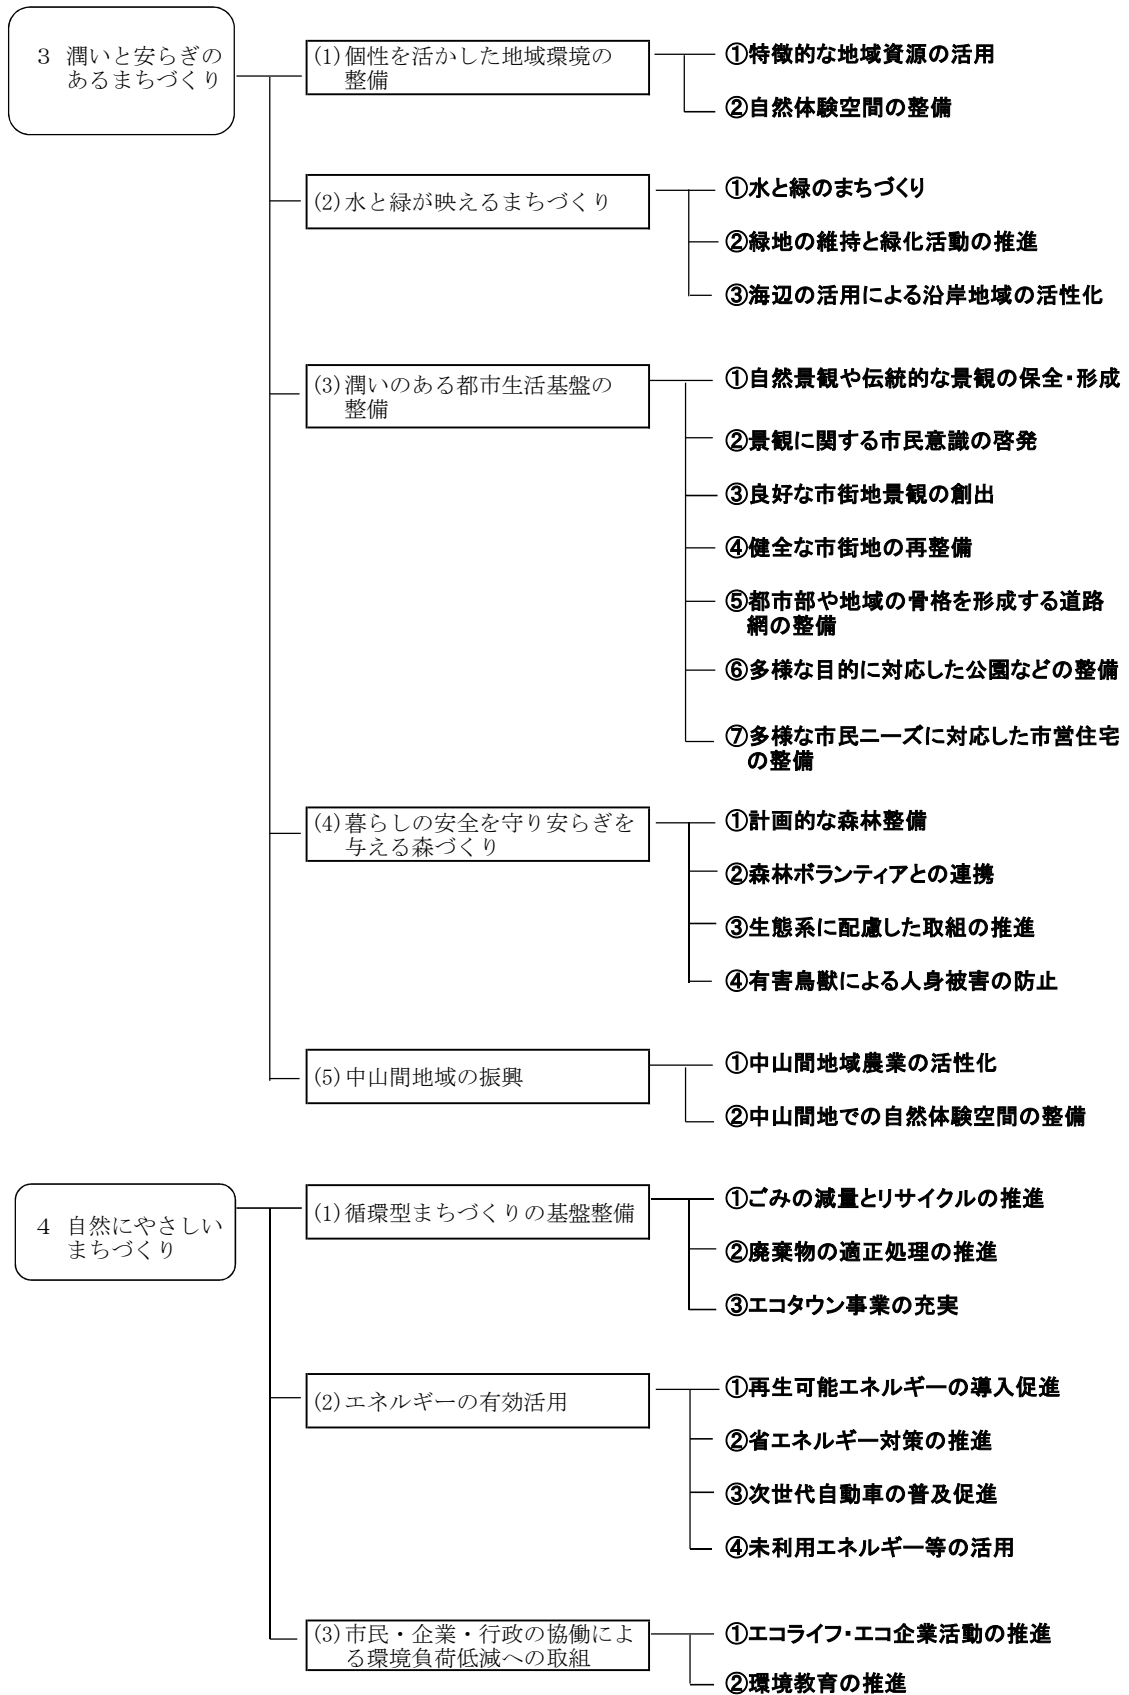 3 潤いと安らぎの
あるまちづくり
(1)個性を活かした地域環境の
整備
①特徴的な地域資源の活用
②自然体験空間の整備
(2)水と緑が映えるまちづくり
①水と緑のまちづくり
②緑地の維持と緑化活動の推進
③海辺の活用による沿岸地域の活性化
(3)潤いのある都市生活基盤の
整備
①自然景観や伝統的な景観の保全・形成
②景観に関する市民意識の啓発
③良好な市街地景観の創出
④健全な市街地の再整備
⑤都市部や地域の骨格を形成する道路
網の整備
⑥多様な目的に対応した公園などの整備
⑦多様な市民ニーズに対応した市営住宅
の整備
(4)暮らしの安全を守り安らぎを
与える森づくり
①計画的な森林整備
②森林ボランティアとの連携
③生態系に配慮した取組の推進
④有害鳥獣による人身被害の防止
(5)中山間地域の振興
①中山間地域農業の活性化
②中山間地での自然体験空間の整備
4 自然にやさしい
まちづくり
(1)循環型まちづくりの基盤整備
①ごみの減量とリサイクルの推進
②廃棄物の適正処理の推進
③エコタウン事業の充実
(2)エネルギーの有効活用
①再生可能エネルギーの導入促進
②省エネルギー対策の推進
③次世代自動車の普及促進
④未利用エネルギー等の活用
(3)市民・企業・行政の協働によ
る環境負荷低減への取組
①エコライフ・エコ企業活動の推進
②環境教育の推進